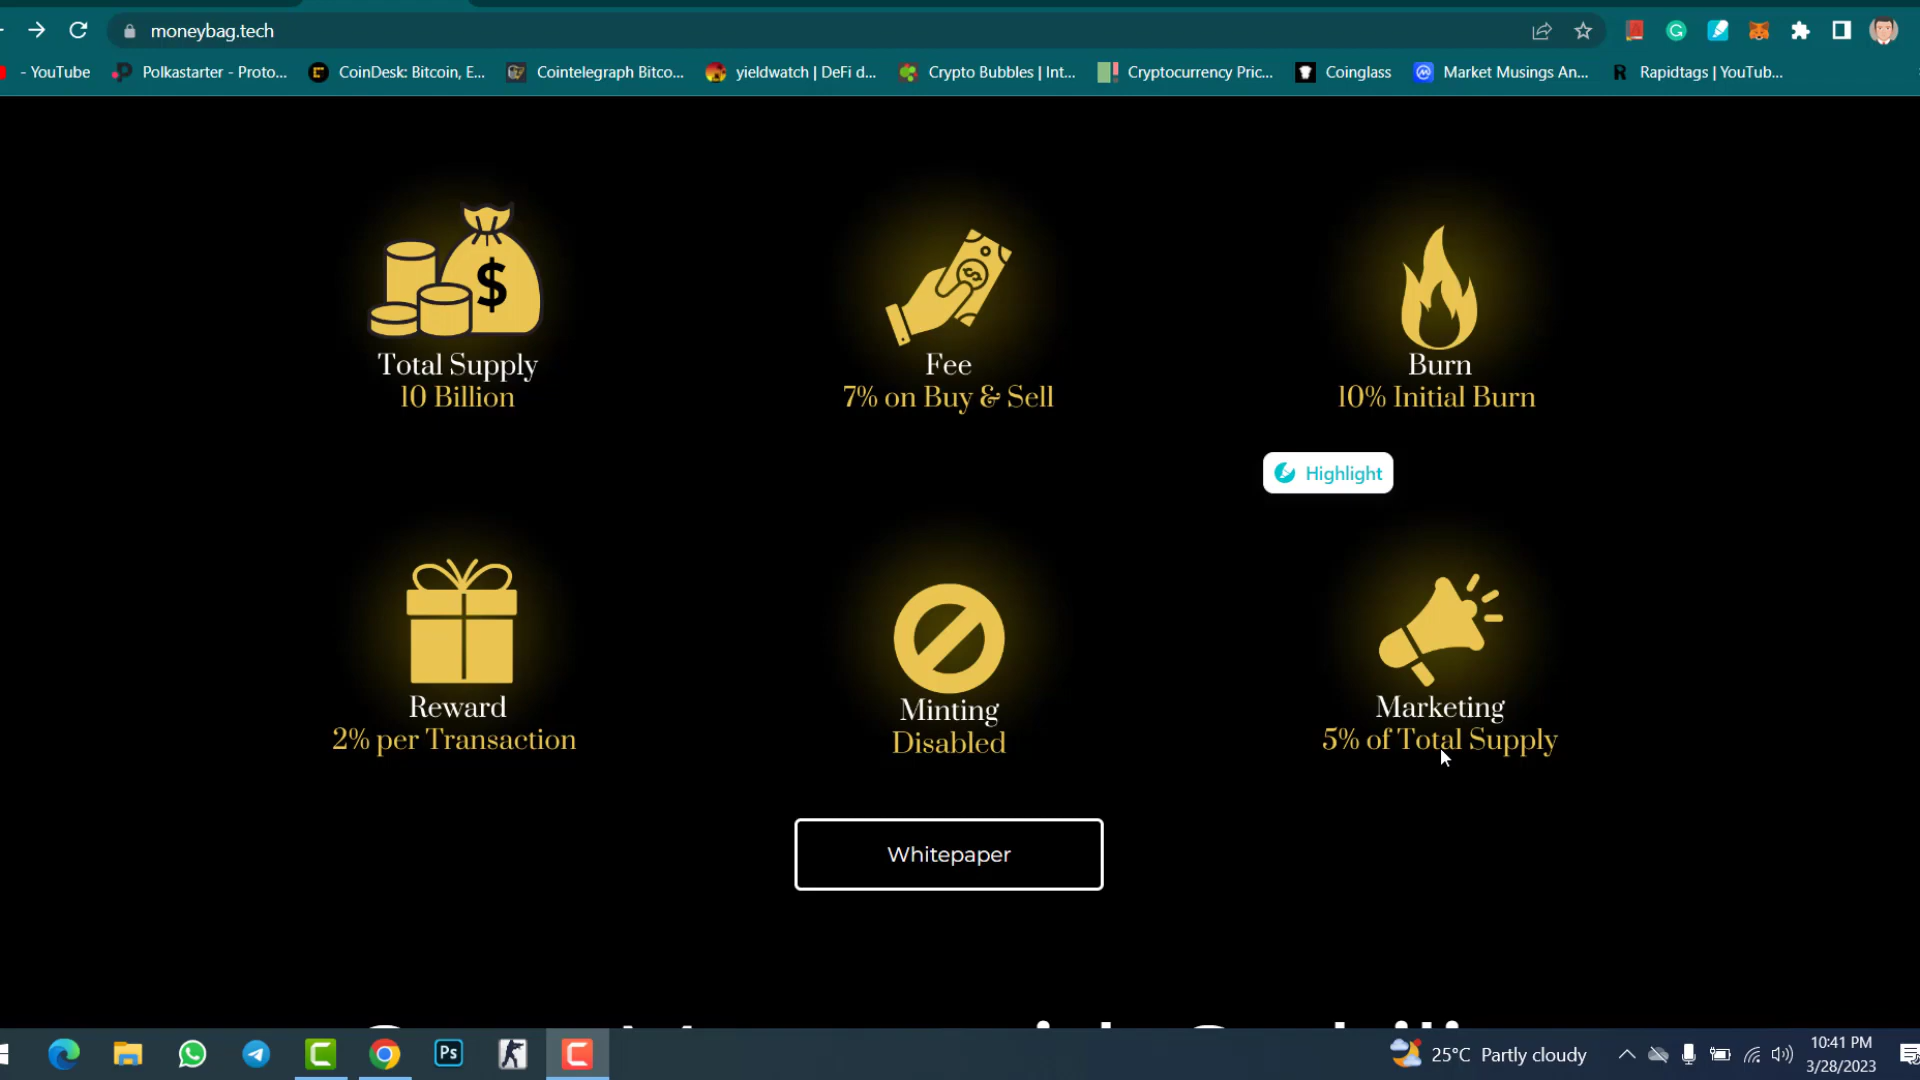 moneybag.tech
- YouTube
Polkastarter - Proto...
CoinDesk: Bitcoin, E...
Cointelegraph Bitco...
yieldwatch | DeFi d...
Crypto Bubbles | Int...
Cryptocurrency Pric...
Coinglass
Market Musings An...
R Rapidtags | YouTub...
$
Total Supply
10 Billion
Fee
7% on Buy & Sell
Burn
10% Initial Burn
Highlight
Reward
2% per Transaction
Minting
Disabled
Marketing
5% of Total Supply
Whitepaper
Ps
25°C Partly cloudy
10:41 PM
3/28/2023